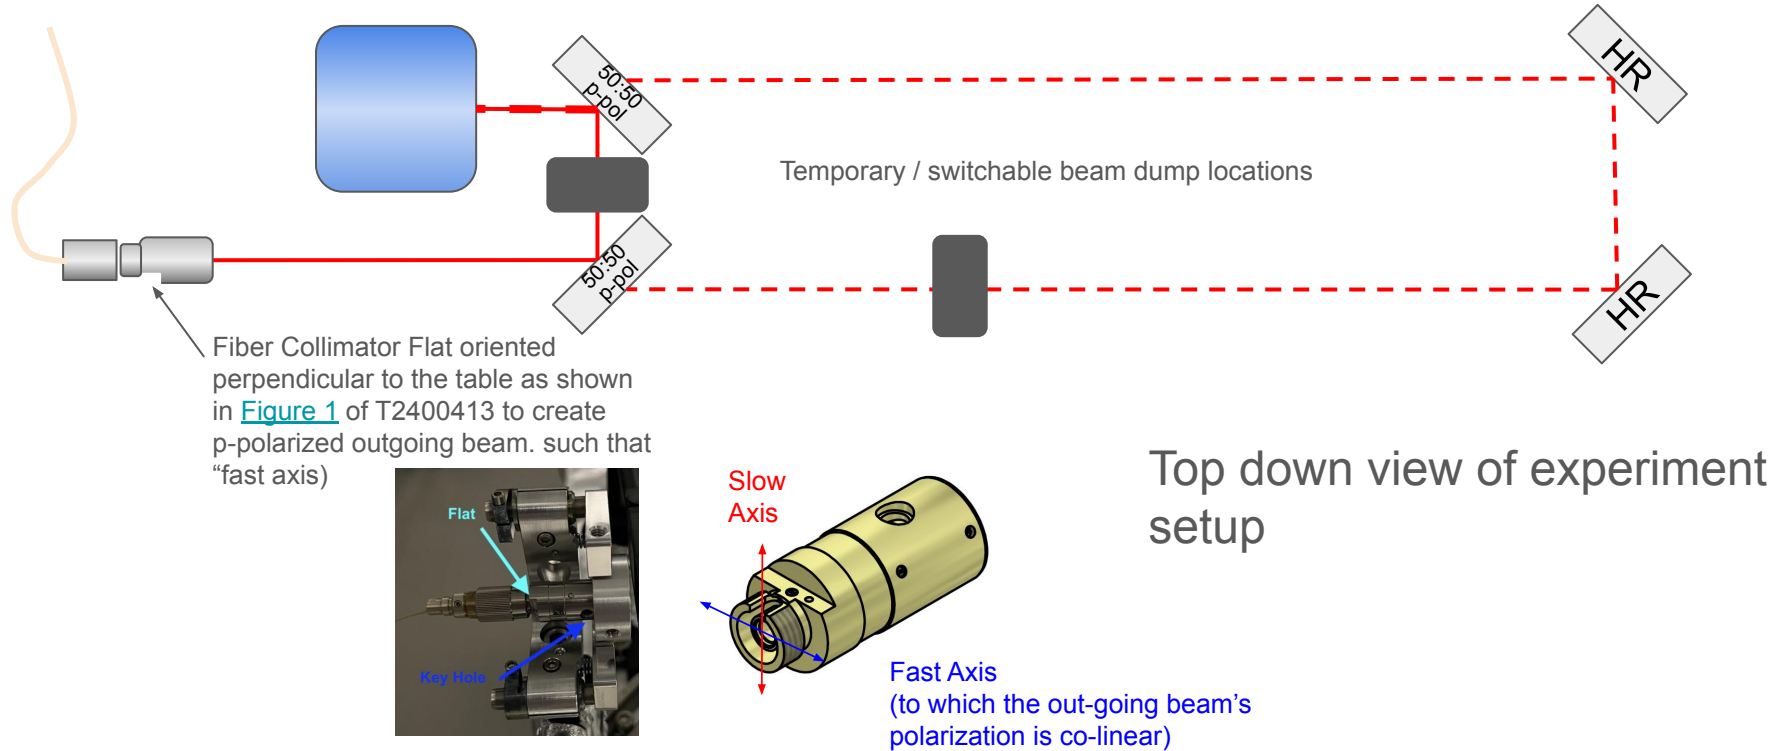 50:50
p-pol
HR
Temporary / switchable beam dump locations
50:50
p-pol
HR
Fiber Collimator Flat oriented
perpendicular to the table as shown
in Figure 1 of T2400413 to create
p-polarized outgoing beam. such that
“fast axis)
Top down view of experiment
setup
Flat
Key Hole
Slow
Axis
Fast Axis
(to which the out-going beam’s
polarization is co-linear)